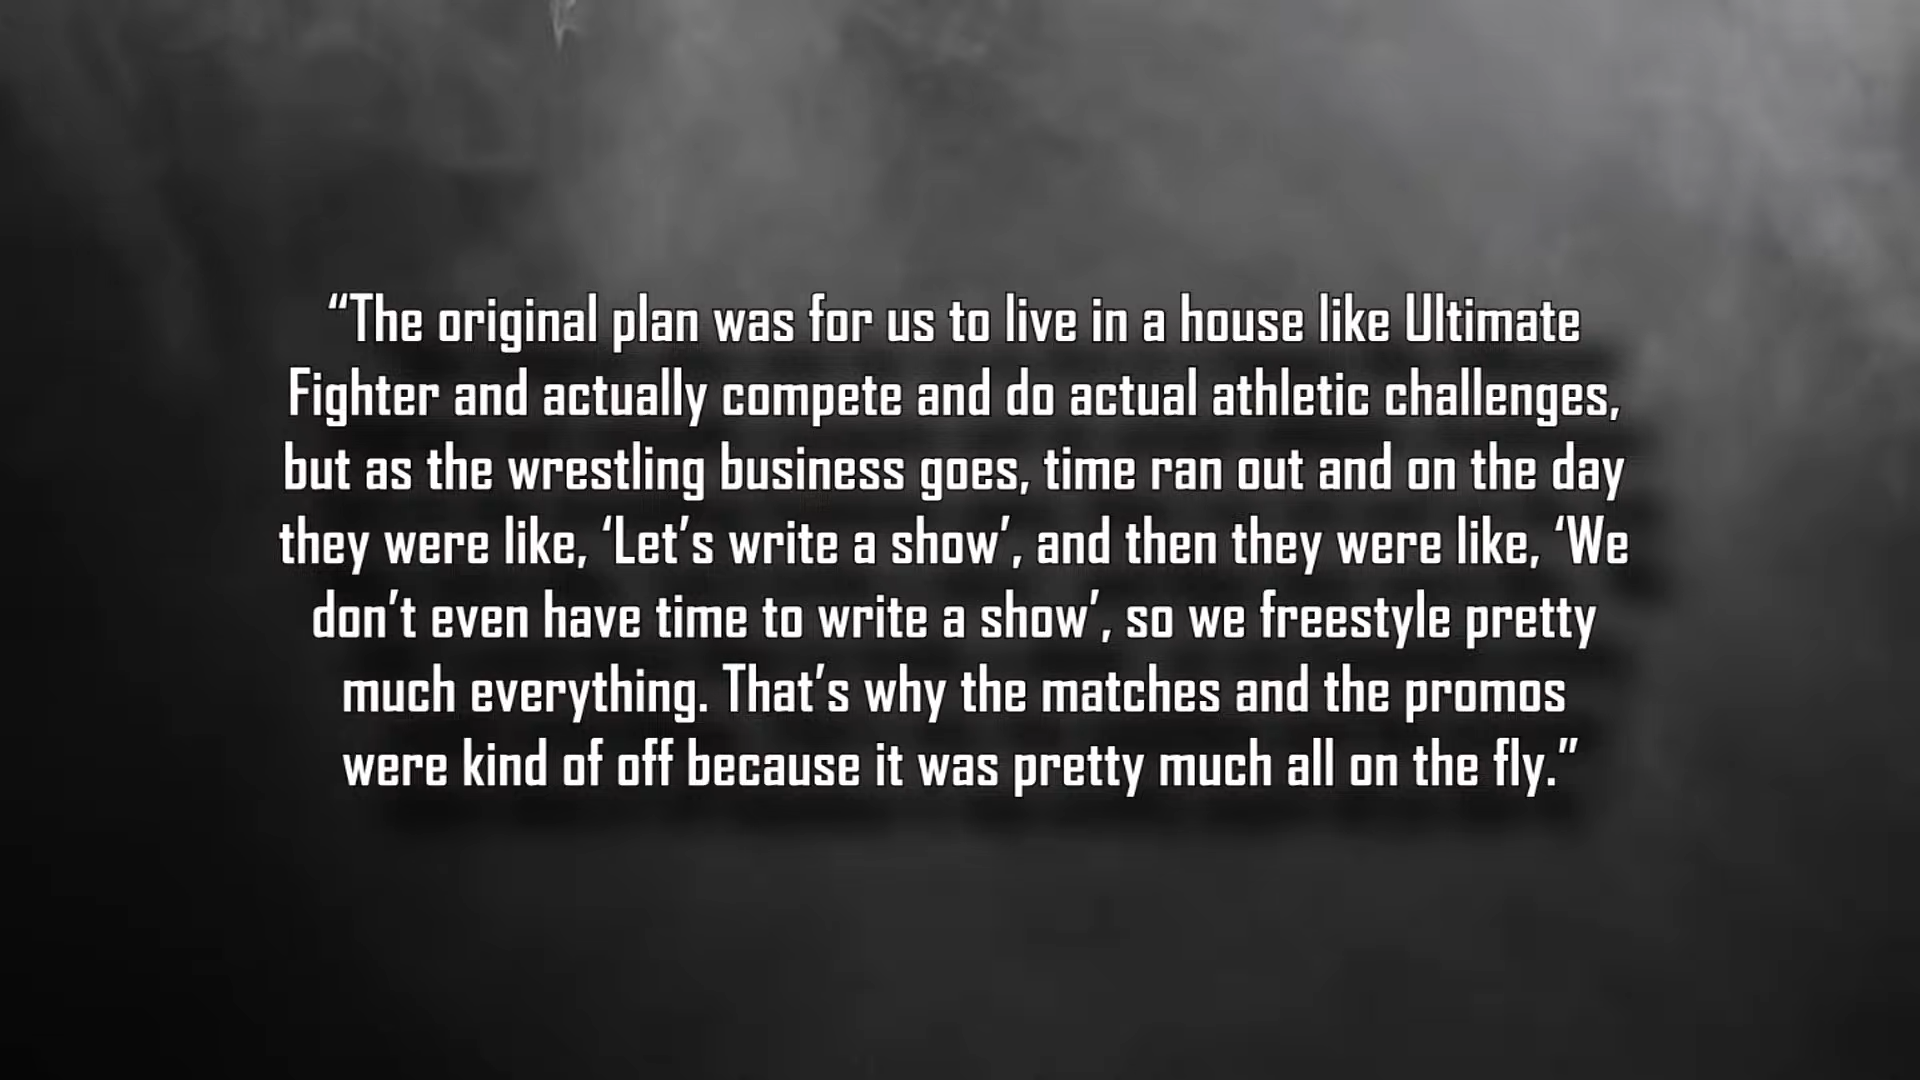 “The original plan was for us to live in a house like Ultimate
Fighter and actually compete and do actual athletic challenges,
but as the wrestling business goes, time ran out and on the day
they were like, ‘Let’s write a show’, and then they were like, ‘We
don’t even have time to write a show’, so we freestyle pretty
much everything. That’s why the matches and the promos
were kind of off because it was pretty much all on the fly.”